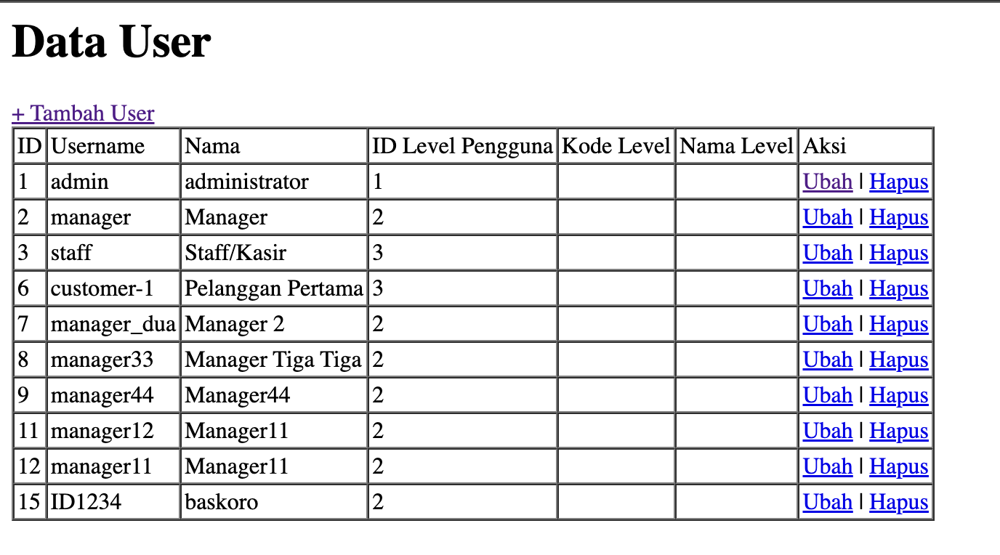 Data User
+ Tambah User
ID Username Nama ID Level Pengguna Kode Level Nama Level Aksi
1 admin administrator 1 Ubah | Hapus
2 manager Manager 2 Ubah | Hapus
3 staff Staff/Kasir 3 Ubah | Hapus
6 customer-1 Pelanggan Pertama 3 Ubah | Hapus
7 manager_dua Manager 2 2 Ubah | Hapus
8 manager33 Manager Tiga Tiga 2 Ubah | Hapus
9 manager44 Manager44 2 Ubah | Hapus
11 manager12 Manager11 2 Ubah | Hapus
12 manager11 Manager11 2 Ubah | Hapus
15 ID1234 baskoro 2 Ubah | Hapus